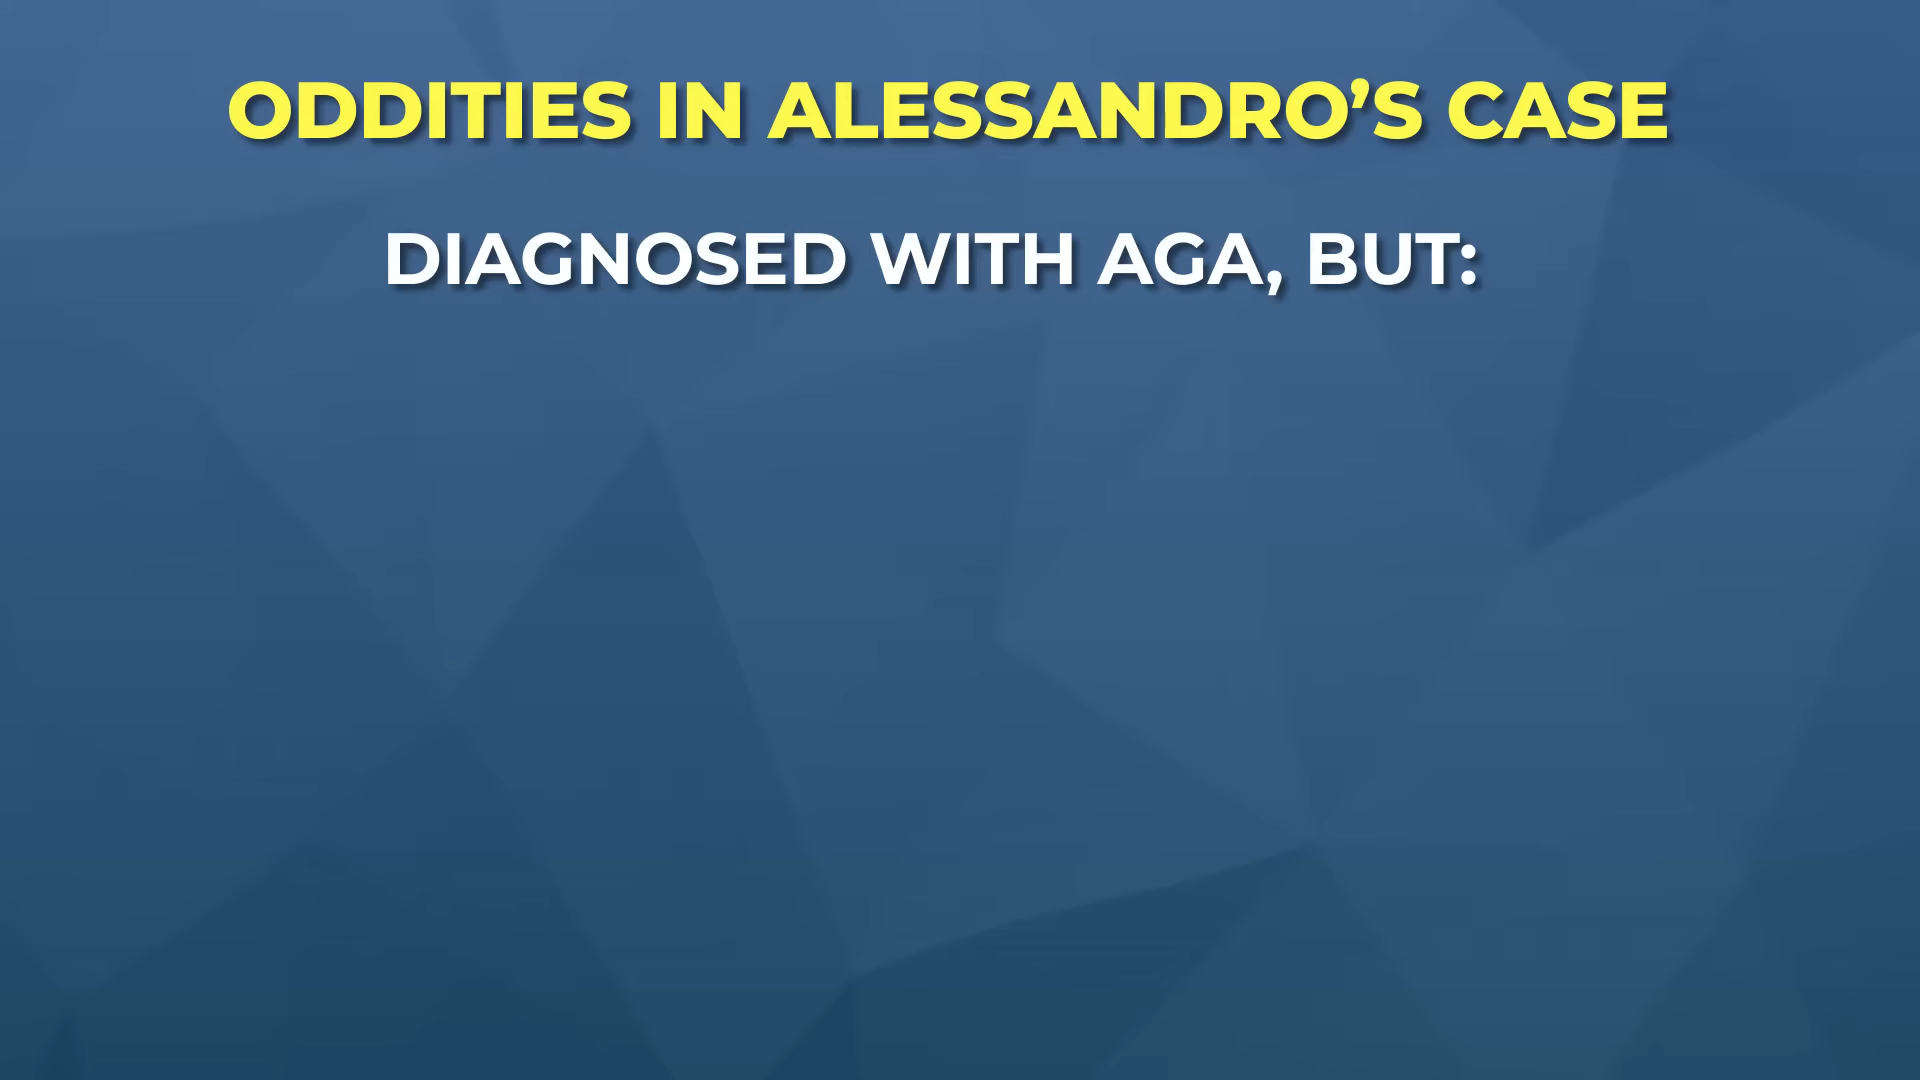 ODDITIES IN ALESSANDRO’S CASE
DIAGNOSED WITH AGA, BUT: